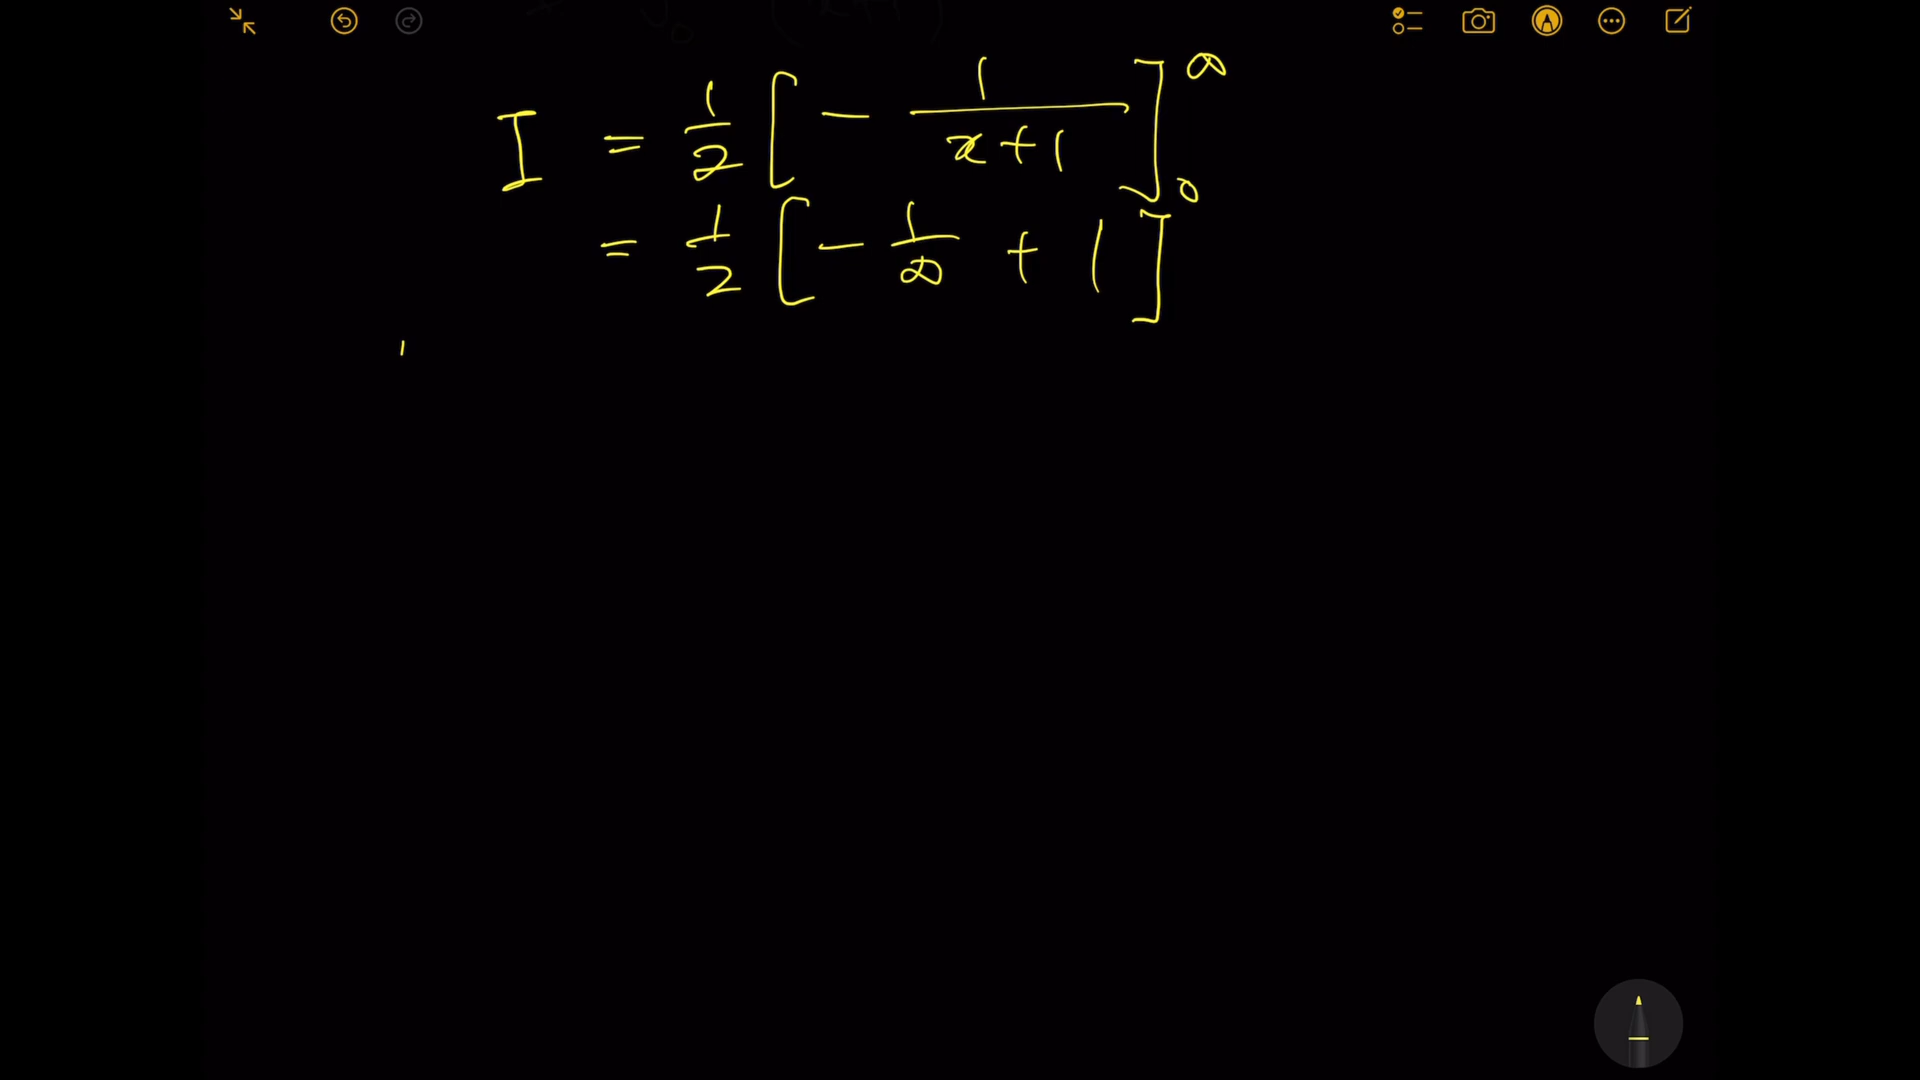 I = 1/2 [ - 1/(x+1) ]₀^∞
= 1/2 [ - 1/∞ + 1 ]